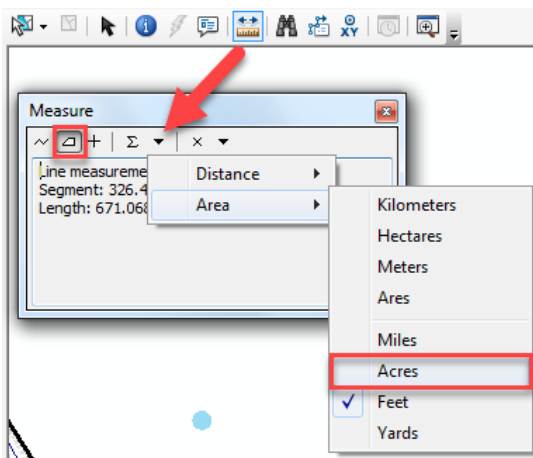 XY
Measure
Σ
Line measureme
Segment: 326.4
Length: 671.068
Distance
Area
Kilometers
Hectares
Meters
Ares
Miles
Acres
Feet
Yards